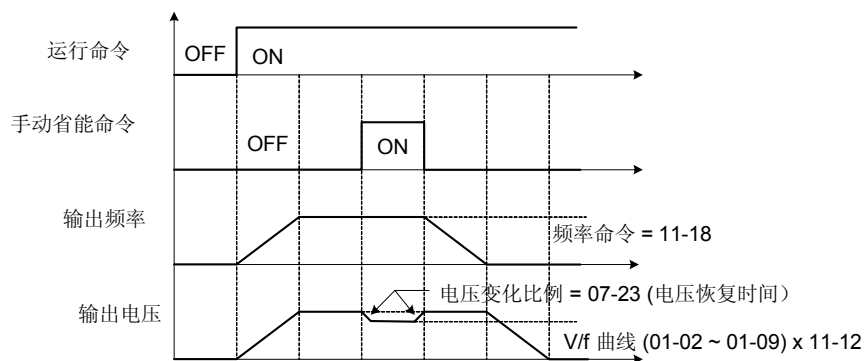 运行命令
OFF
ON
手动省能命令
OFF
ON
输出频率
频率命令 = 11-18
输出电压
电压变化比例 = 07-23 (电压恢复时间）
V/f 曲线 (01-02 ~ 01-09) x 11-12